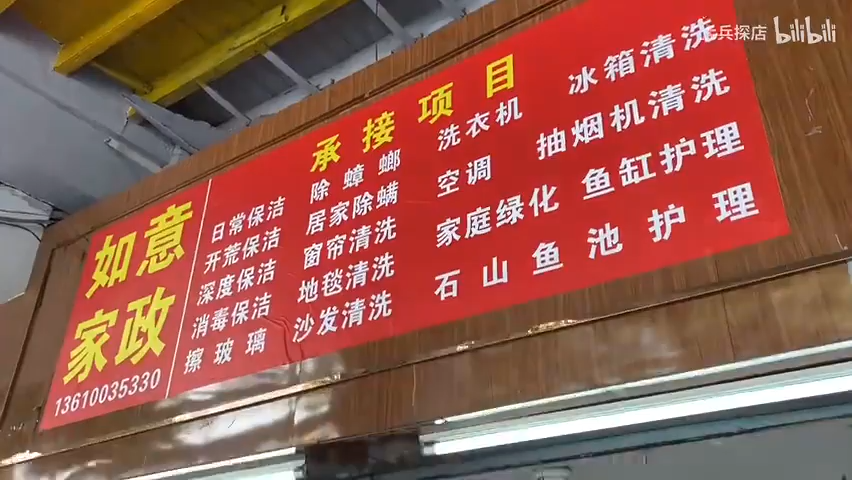 兵探店 bilibili
如意
家政
13610035330
承接项目
日常保洁 除蟑螂 洗衣机 冰箱清洗
开荒保洁 居家除螨 空调 抽烟机清洗
深度保洁 窗帘清洗 家庭绿化 鱼缸护理
消毒保洁 地毯清洗 石山鱼池护理
擦玻璃 沙发清洗